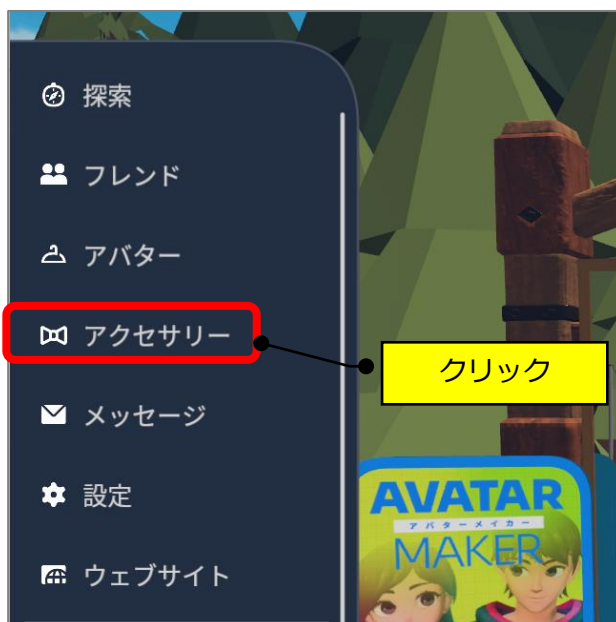 探索
フレンド
アバター
アクセサリー
クリック
メッセージ
設定
AVATAR
アバターメイカー
MAKER
ウェブサイト